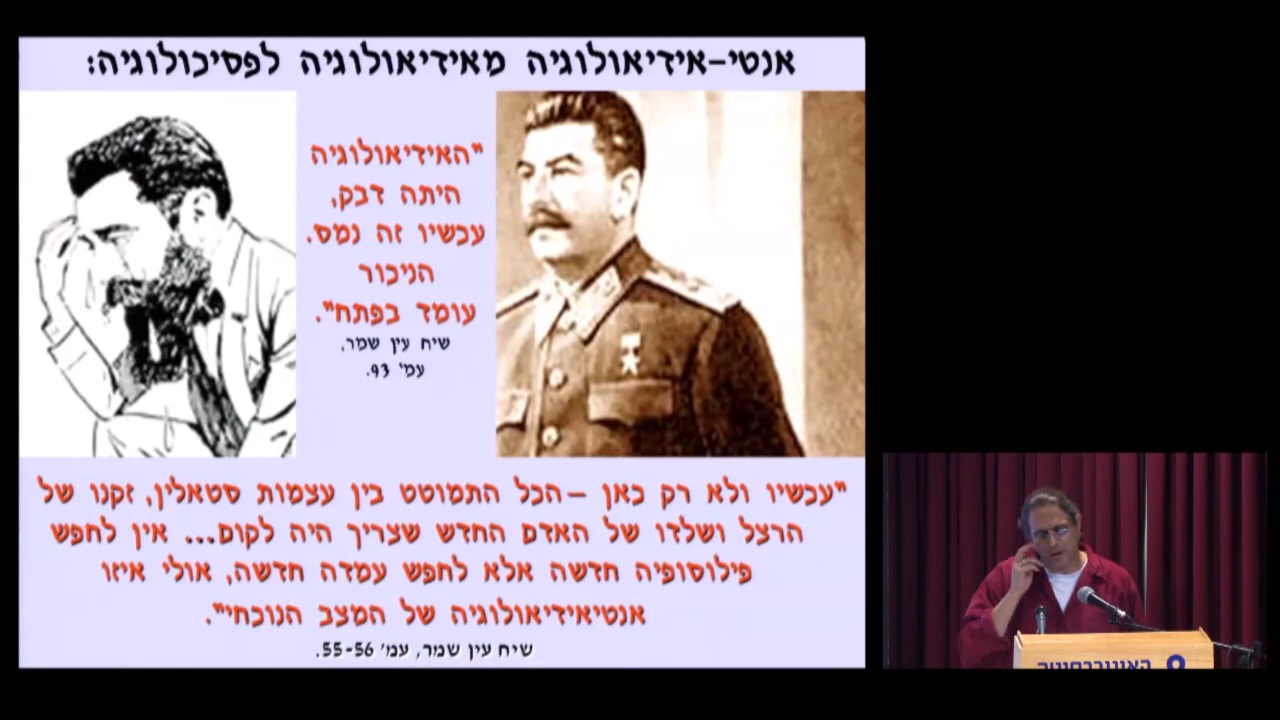 אנטי-אידיאולוגיה מאידיאולוגיה לפסיכולוגיה:
"האידיאולוגיה
היתה דבק,
עכשיו זה נמס.
הניכור
עומד בפתח".
שיח עין שמר,
עמ' 93.
"עכשיו ולא רק כאן – הכל התמוטט בין עצמות סטאלין, זקנו של
הרצל ושלדו של האדם החדש שצריך היה לקום... אין לחפש
פילוסופיה חדשה אלא לחפש עמדה חדשה, אולי איזו
אנטיאידיאולוגיה של המצב הנוכחי".
שיח עין שמר, עמ' 55-56.
האוניברסיטה